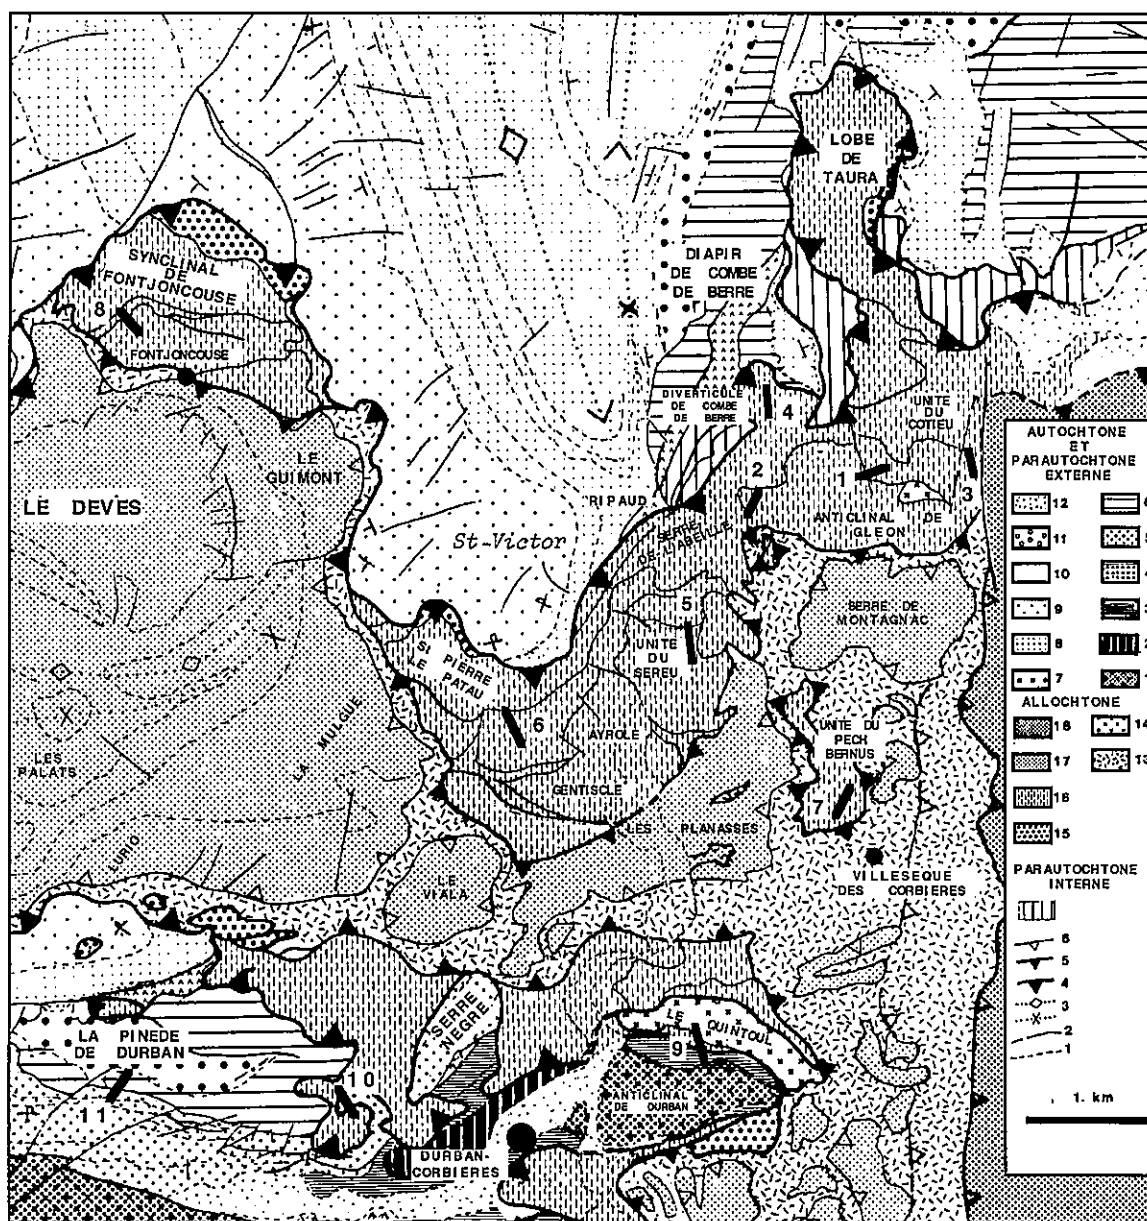 LOBE
DE
TAURA
SYNCLINAL
DE
FONTJONCOUSE
8
FONTJONCOUSE
DIAPIR
DE COMBE
DE BERRE
DIVERTICULE
DE COMBE
DE BERRE
4
UNITE
DU
COTIEU
LE
GUIMONT
LE DEVES
RIPAUD
2
1
3
ANTICLINAL DE
GLEON
St-Victor
SERRE
DE L'ABEILLE
5
SERRE DE
MONTAGNAC
UNITE
DU
SEREU
PIERRE
PATAU
6
AYROLE
GENTISCLE
LA MULGUE
LES
PALATS
UNITE DU
PECH
BERNUS
7
LES PLANASSES
VILLESEQUE
DES CORBIERES
LURIO
LE
VIALA
SERRE
NEGRE
LE QUINTOUL
9
LA PINEDE
DE DURBAN
10
11
ANTICLINAL
DE DURBAN
DURBAN-
CORBIERES
AUTOCHTONE
ET
PARAUTOCHTONE
EXTERNE
12
11
10
9
8
7
ALLOCHTONE
18 14
17 13
16
15
PARAUTOCHTONE
INTERNE
6
5
4
3
2
1
1. km